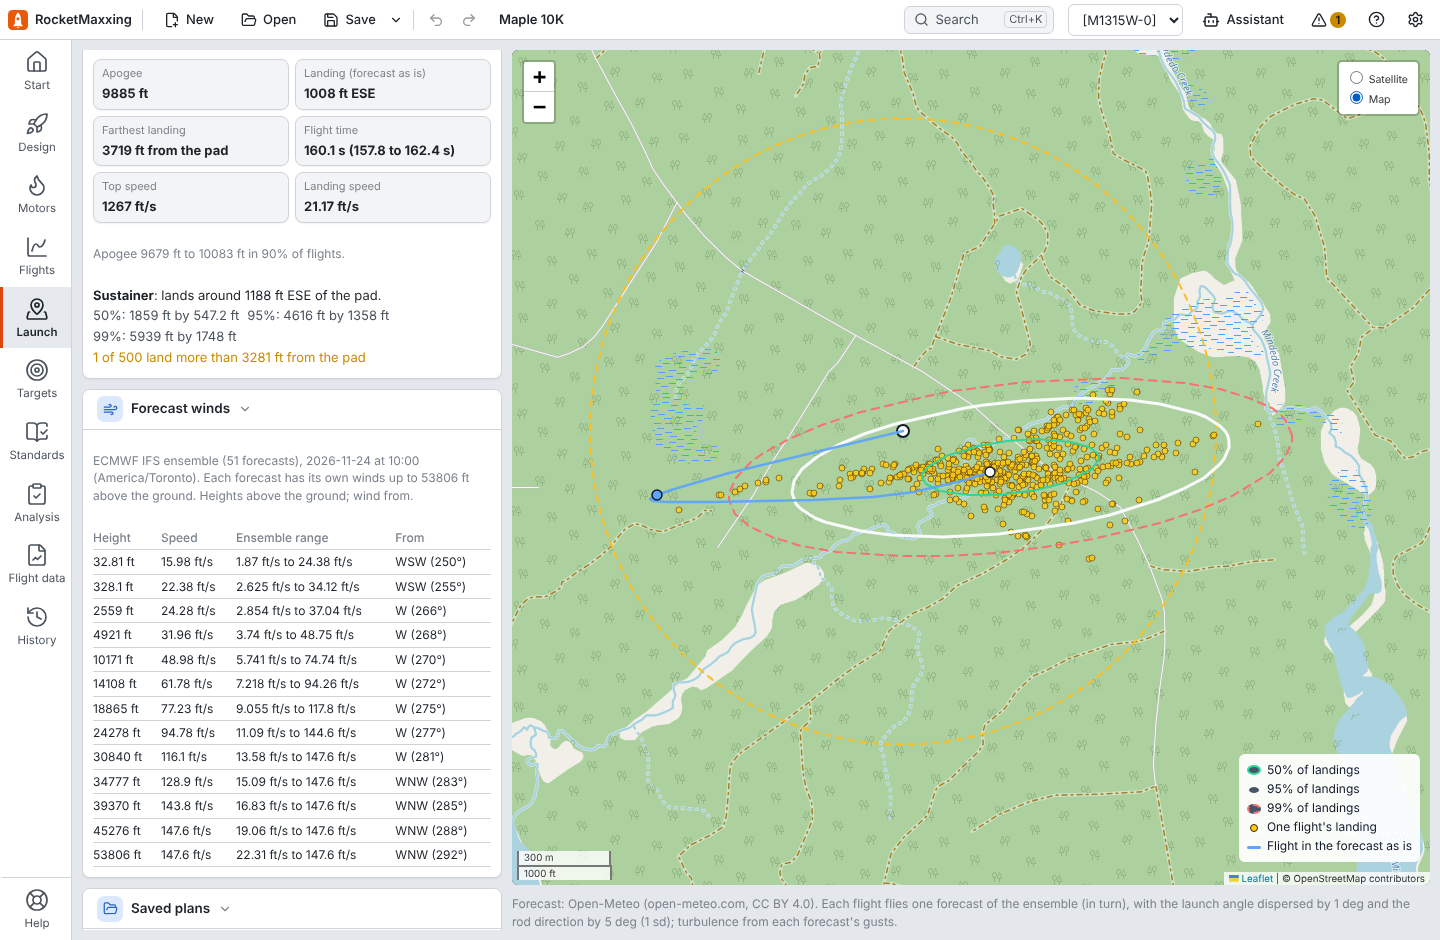 RocketMaxxing
New
Open
Save
Maple 10K
Search
Ctrl+K
[M1315W-0]
Assistant
1
Start
Design
Motors
Flights
Launch
Targets
Standards
Analysis
Flight data
History
Help
Apogee
9885 ft
Landing (forecast as is)
1008 ft ESE
Farthest landing
3719 ft from the pad
Flight time
160.1 s (157.8 to 162.4 s)
Top speed
1267 ft/s
Landing speed
21.17 ft/s
Apogee 9679 ft to 10083 ft in 90% of flights.
Sustainer: lands around 1188 ft ESE of the pad.
50%: 1859 ft by 547.2 ft 95%: 4616 ft by 1358 ft
99%: 5939 ft by 1748 ft
1 of 500 land more than 3281 ft from the pad
Forecast winds
ECMWF IFS ensemble (51 forecasts), 2026-11-24 at 10:00
(America/Toronto). Each forecast has its own winds up to 53806 ft
above the ground. Heights above the ground; wind from.
Height Speed Ensemble range From
32.81 ft 15.98 ft/s 1.87 ft/s to 24.38 ft/s WSW (250°)
328.1 ft 22.38 ft/s 2.625 ft/s to 34.12 ft/s WSW (255°)
2559 ft 24.28 ft/s 2.854 ft/s to 37.04 ft/s W (266°)
4921 ft 31.96 ft/s 3.74 ft/s to 48.75 ft/s W (268°)
10171 ft 48.98 ft/s 5.741 ft/s to 74.74 ft/s W (270°)
14108 ft 61.78 ft/s 7.218 ft/s to 94.26 ft/s W (272°)
18865 ft 77.23 ft/s 9.055 ft/s to 117.8 ft/s W (275°)
24278 ft 94.78 ft/s 11.09 ft/s to 144.6 ft/s W (277°)
30840 ft 116.1 ft/s 13.58 ft/s to 147.6 ft/s W (281°)
34777 ft 128.9 ft/s 15.09 ft/s to 147.6 ft/s WNW (283°)
39370 ft 143.8 ft/s 16.83 ft/s to 147.6 ft/s WNW (285°)
45276 ft 147.6 ft/s 19.06 ft/s to 147.6 ft/s WNW (288°)
53806 ft 147.6 ft/s 22.31 ft/s to 147.6 ft/s WNW (292°)
Saved plans
+
−
Satellite
Map
Mindedo Creek
50% of landings
95% of landings
99% of landings
One flight's landing
Flight in the forecast as is
300 m
1000 ft
Leaflet | © OpenStreetMap contributors
Forecast: Open-Meteo (open-meteo.com, CC BY 4.0). Each flight flies one forecast of the ensemble (in turn), with the launch angle dispersed by 1 deg and the
rod direction by 5 deg (1 sd); turbulence from each forecast's gusts.